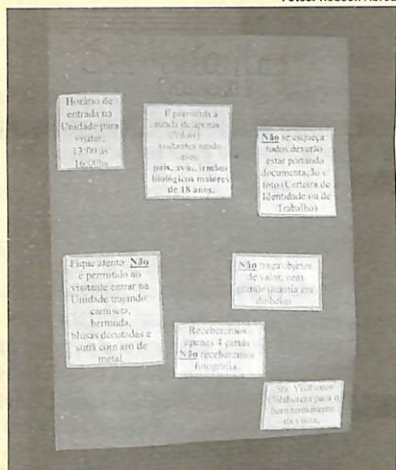 Horário de
entrada na
Unidade para
visitar,
13:00 às
16:00hs
É permitida a
entrada de apenas
visitantes sendo
eles:
pais, avós, irmãos
biológicos maiores
de 18 anos.
Não se esqueça
todos deverão
estar portando
documentação c/
foto (Carteira de
Identidade ou de
Trabalho)
Fique atento: Não
é permitido ao
visitante entrar na
Unidade trajando:
camiseta,
bermuda,
blusas decotadas e
sutiã com aro de
metal.
Não traga objetos
de valor, nem
grande quantia em
dinheiro.
Receberemos
apenas 4 cartas
Não receberemos
fotografia.
Srs. Visitantes
Colaborem para o
bom andamento
da visita.